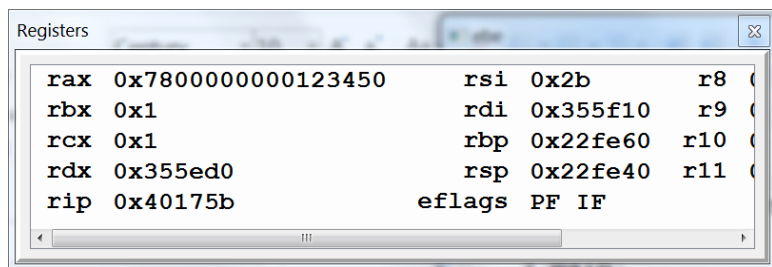 Registers
rax 0x7800000000123450 rsi 0x2b r8
rbx 0x1 rdi 0x355f10 r9
rcx 0x1 rbp 0x22fe60 r10
rdx 0x355ed0 rsp 0x22fe40 r11
rip 0x40175b eflags PF IF